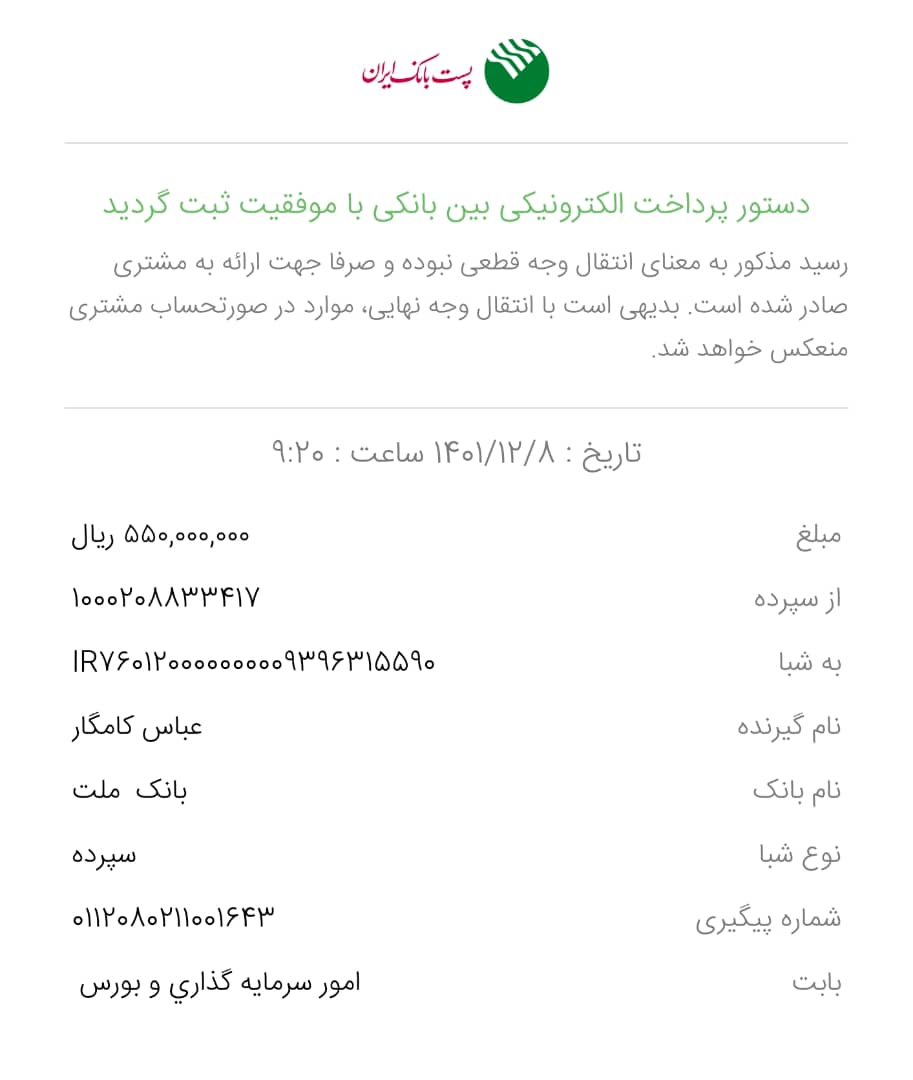 پست بانک ایران
دستور پرداخت الکترونیکی بین بانکی با موفقیت ثبت گردید
رسید مذکور به معنای انتقال وجه قطعی نبوده و صرفا جهت ارائه به مشتری
صادر شده است. بدیهی است با انتقال وجه نهایی، موارد در صورتحساب مشتری
منعکس خواهد شد.
تاریخ : ۱۴۰۱/۱۲/۸ ساعت : ۹:۲۰
مبلغ ۵۵۰,۰۰۰,۰۰۰ ریال
از سپرده ۱۰۰۰۲۰۸۸۳۳۴۱۷
به شبا IR۷۶۰۱۲۰۰۰۰۰۰۰۰۰۰۹۳۹۶۳۱۵۵۹۰
نام گیرنده عباس کامگار
نام بانک بانک ملت
نوع شبا سپرده
شماره پیگیری ۰۱۱۲۰۸۰۲۱۱۰۰۱۶۴۳
بابت امور سرمایه گذاري و بورس